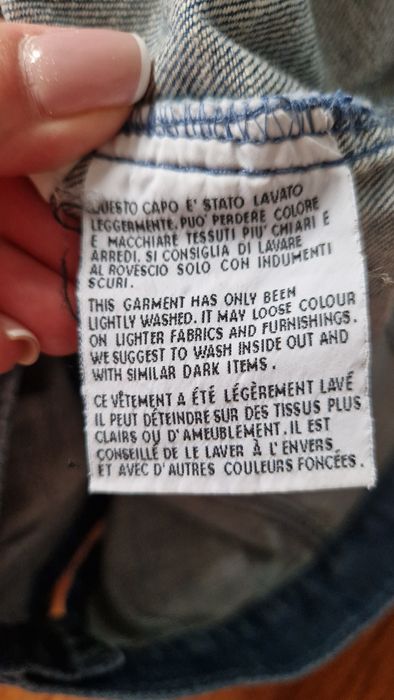 QUESTO CAPO E' STATO LAVATO
LEGGERMENTE. PUO' PERDERE COLORE
E MACCHIARE TESSUTI PIU' CHIARI E
ARREDI. SI CONSIGLIA DI LAVARE
AL ROVESCIO SOLO CON INDUMENTI
SCURI.
THIS GARMENT HAS ONLY BEEN
LIGHTLY WASHED. IT MAY LOOSE COLOUR
ON LIGHTER FABRICS AND FURNISHINGS.
WE SUGGEST TO WASH INSIDE OUT AND
WITH SIMILAR DARK ITEMS.
CE VÊTEMENT A ÉTÉ LÉGÈREMENT LAVÉ
IL PEUT DÉTEINDRE SUR DES TISSUS PLUS
CLAIRS OU D'AMEUBLEMENT. IL EST
CONSEILLÉ DE LE LAVER À L'ENVERS
ET AVEC D'AUTRES COULEURS FONCÉES.